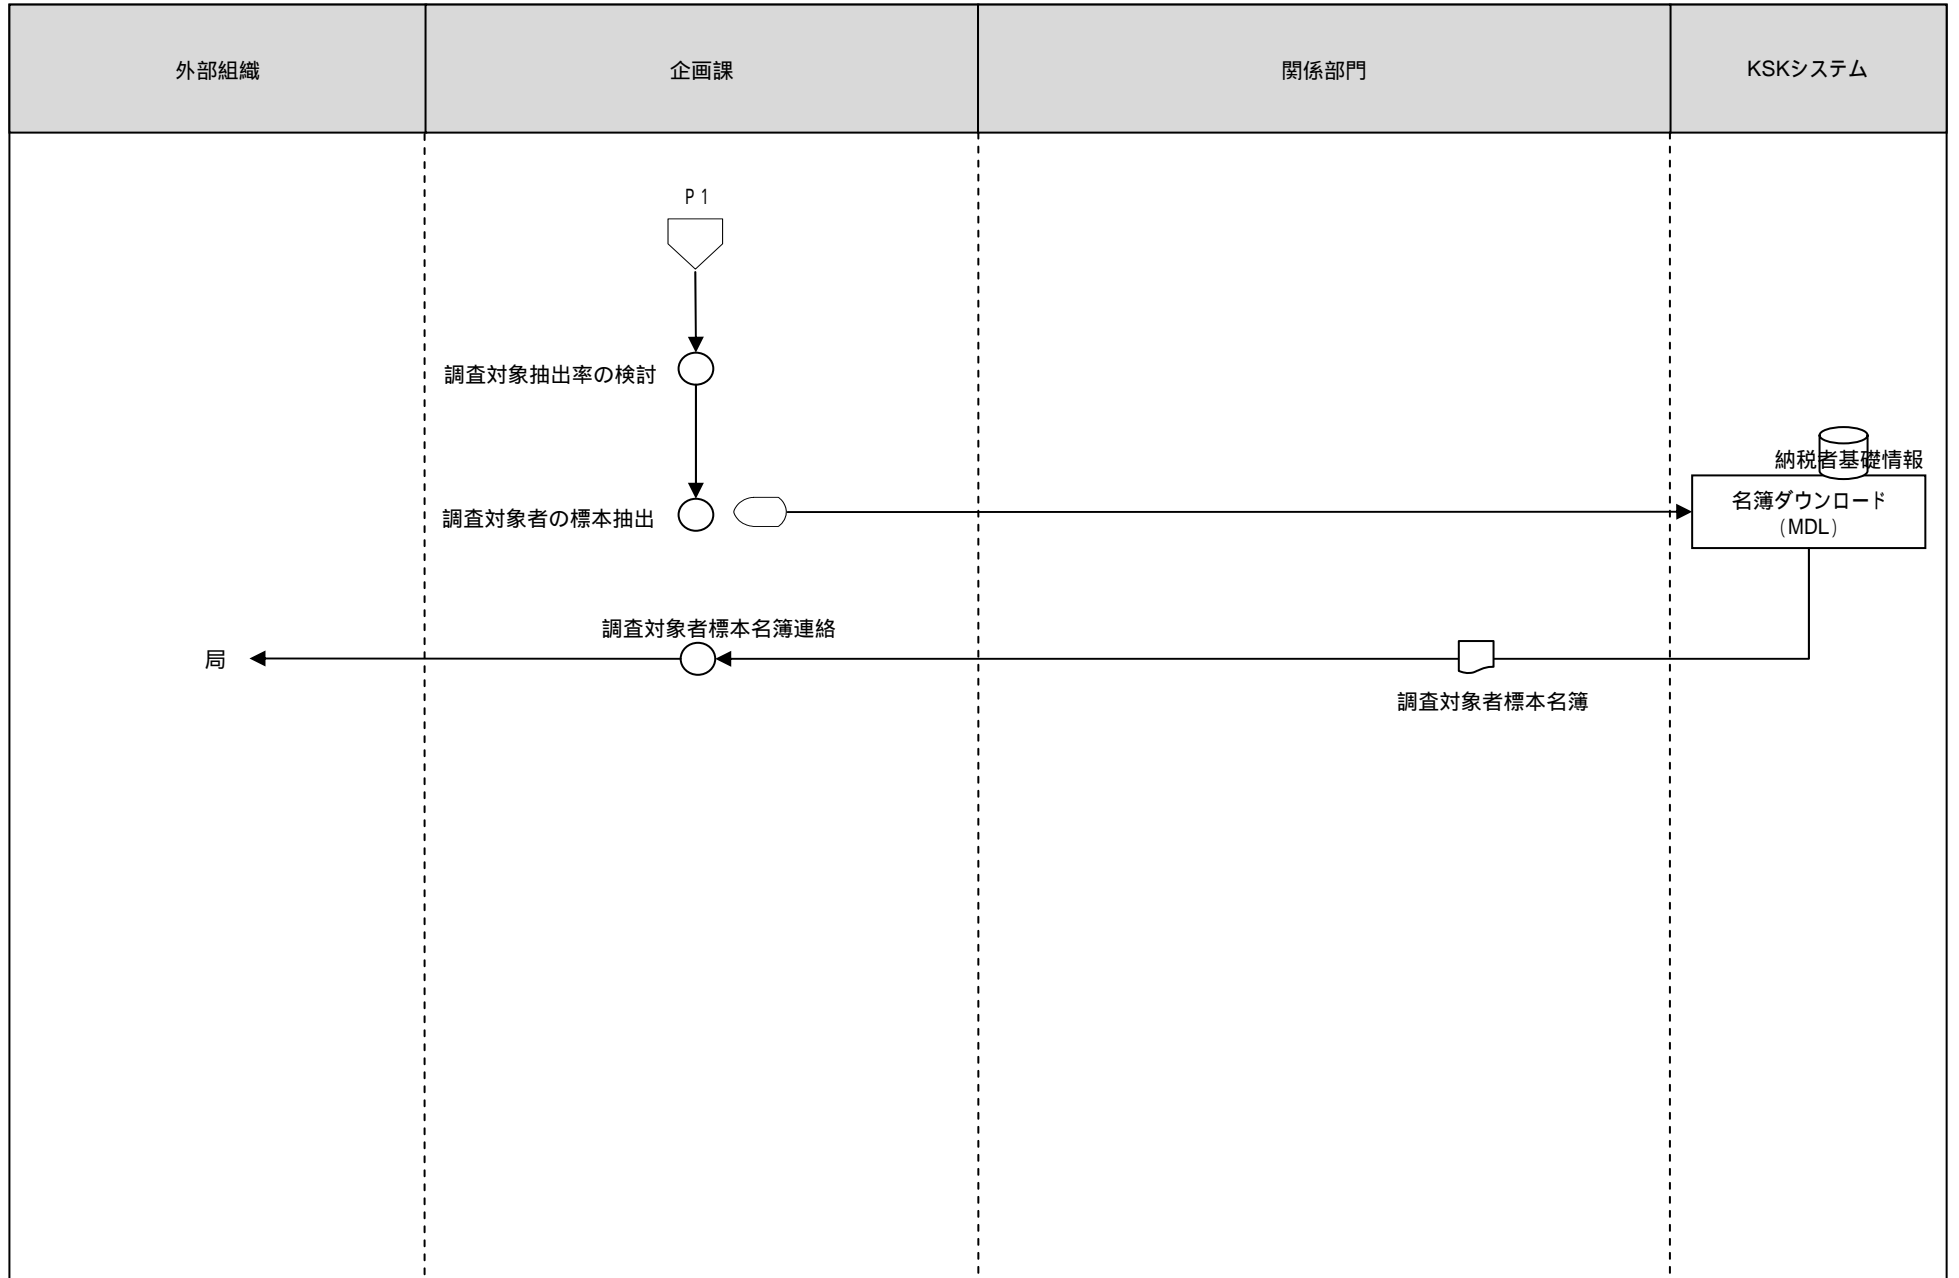 外部組織
企画課
関係部門
KSKシステム
P 1
調査対象抽出率の検討
納税者基礎情報
名簿ダウンロード
（MDL）
調査対象者の標本抽出
調査対象者標本名簿連絡
局
調査対象者標本名簿